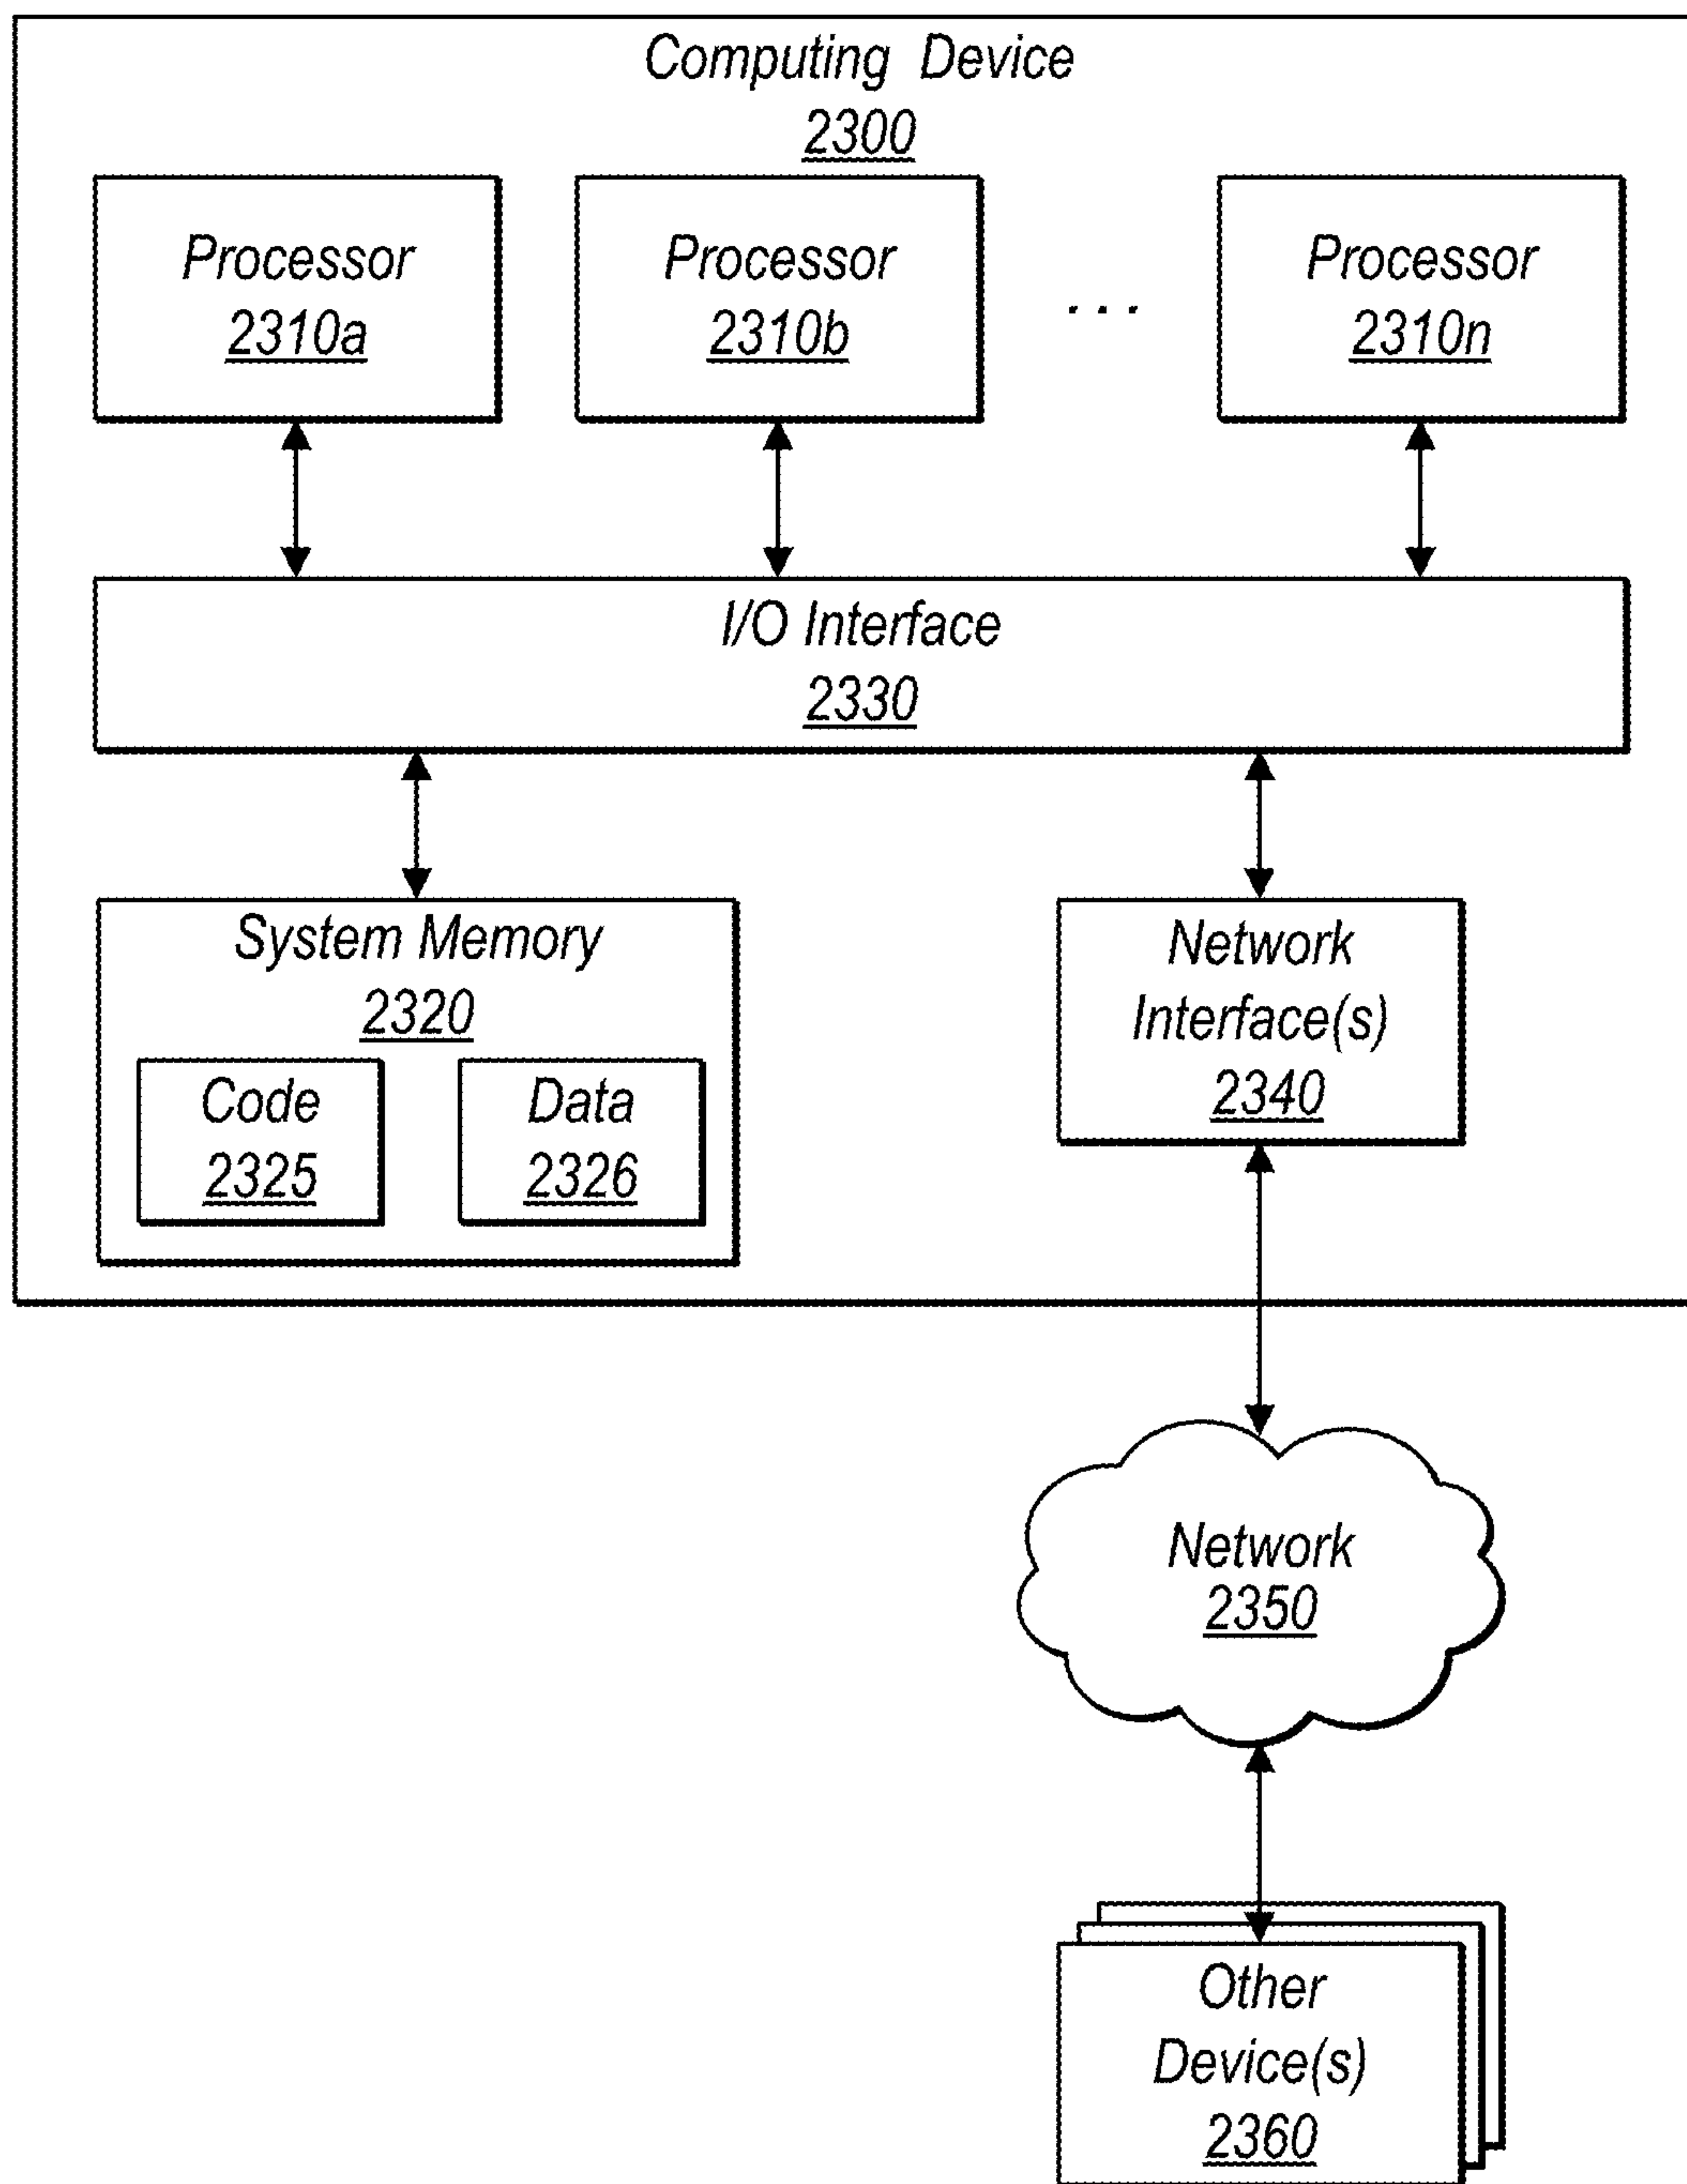 Computing Device
2300
Processor
2310a
Processor
2310b
. . .
Processor
2310n
I/O Interface
2330
System Memory
2320
Code
2325
Data
2326
Network
Interface(s)
2340
Network
2350
Other
Device(s)
2360